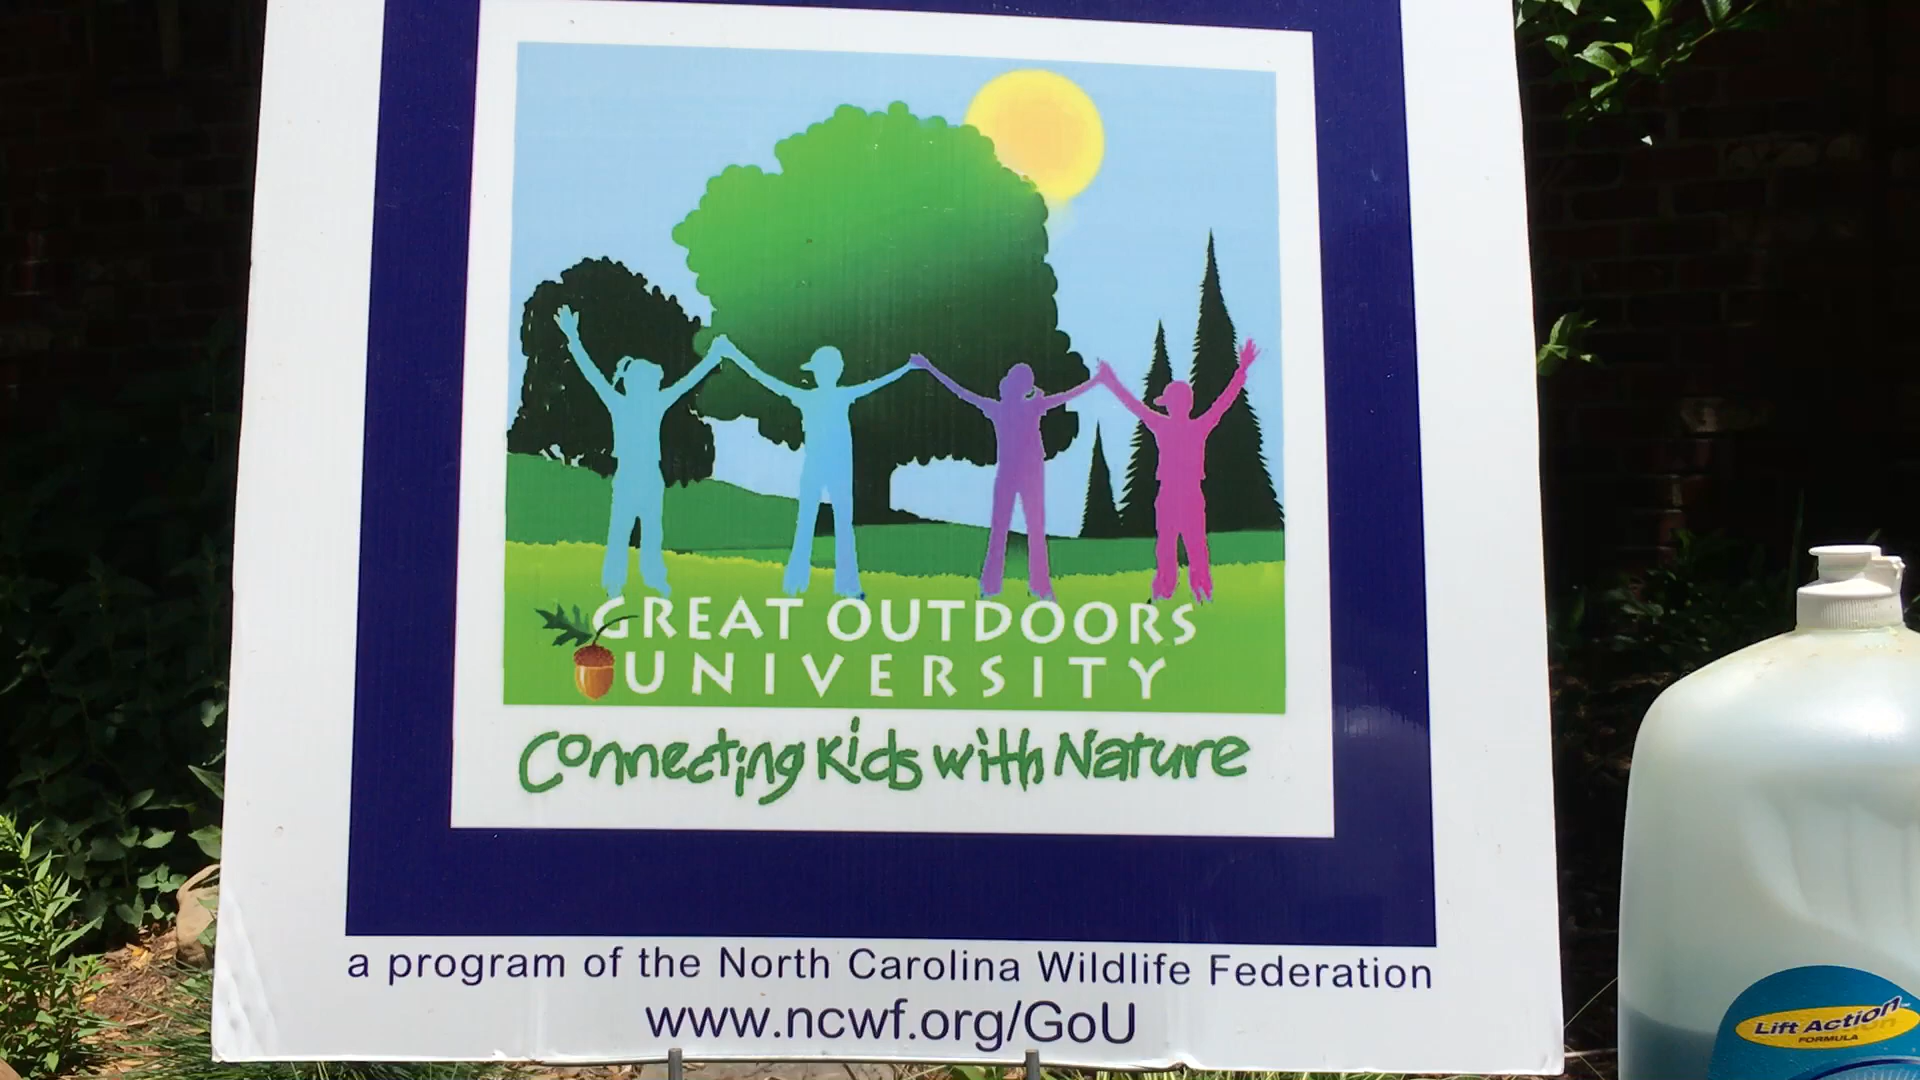 GREAT OUTDOORS
UNIVERSITY
Connecting Kids with Nature
a program of the North Carolina Wildlife Federation
www.ncwf.org/GoU
Lift Action
FORMULA